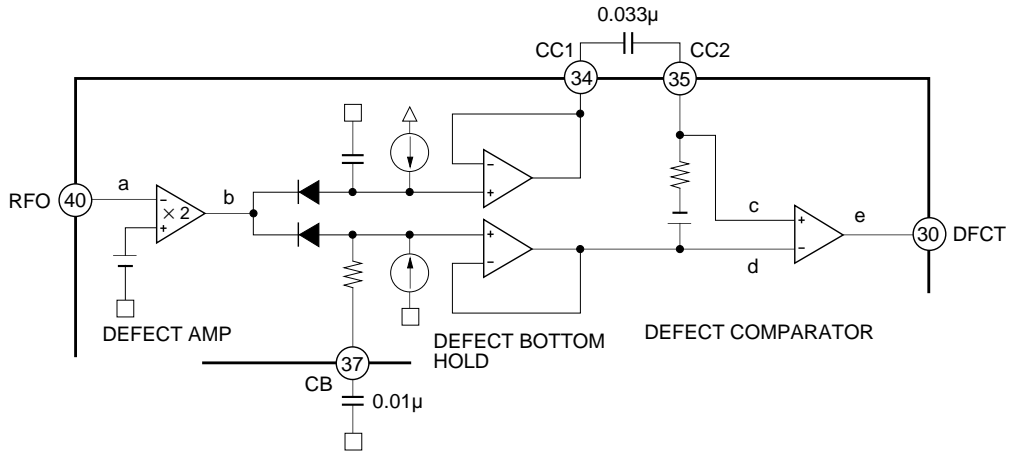 0.033µ
CC1
CC2
34
35
RFO
40
a
−
× 2
+
b
−
+
+
−
c
d
+
−
e
30
DFCT
DEFECT AMP
DEFECT BOTTOM
HOLD
DEFECT COMPARATOR
37
CB
0.01µ